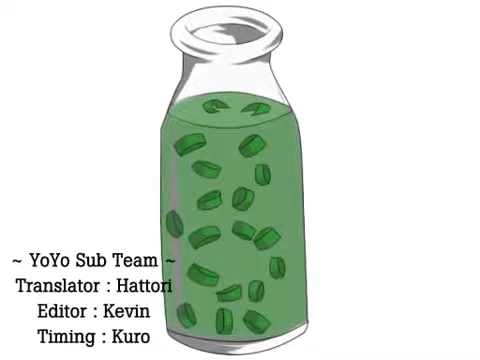 ~ YoYo Sub Team ~
Translator : Hattori
Editor : Kevin
Timing : Kuro